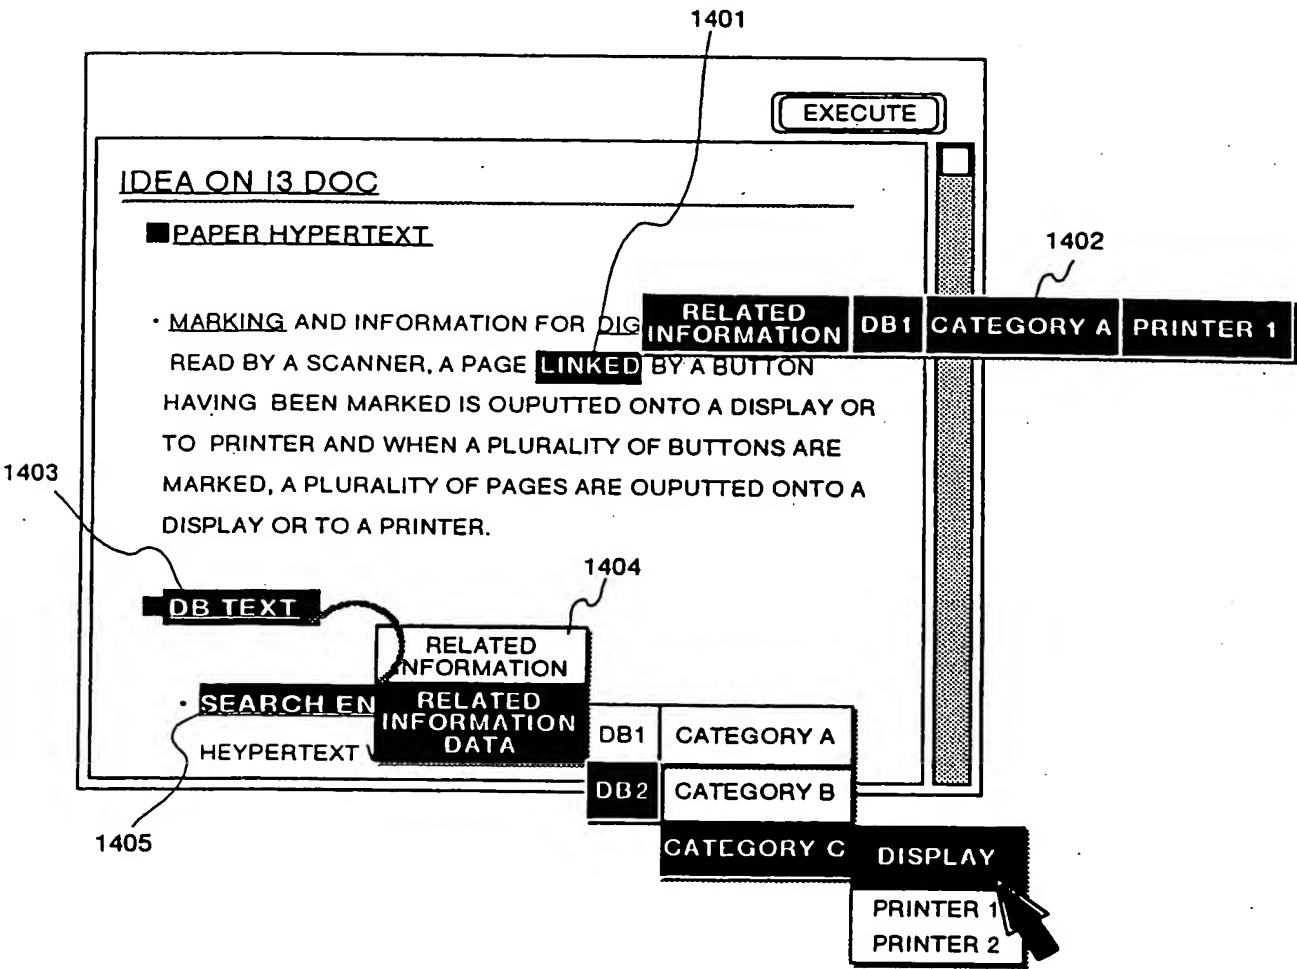 1401
EXECUTE
IDEA ON I3 DOC
PAPER HYPERTEXT
1402
RELATED INFORMATION DB1 CATEGORY A PRINTER 1
· MARKING AND INFORMATION FOR DIG
READ BY A SCANNER, A PAGE LINKED BY A BUTTON
HAVING BEEN MARKED IS OUPUTTED ONTO A DISPLAY OR
TO PRINTER AND WHEN A PLURALITY OF BUTTONS ARE
MARKED, A PLURALITY OF PAGES ARE OUPUTTED ONTO A
DISPLAY OR TO A PRINTER.
1403
1404
DB TEXT
RELATED
INFORMATION
· SEARCH EN
RELATED
INFORMATION
DATA
HEYPERTEXT
DB1 CATEGORY A
DB2 CATEGORY B
1405
CATEGORY C DISPLAY
PRINTER 1
PRINTER 2